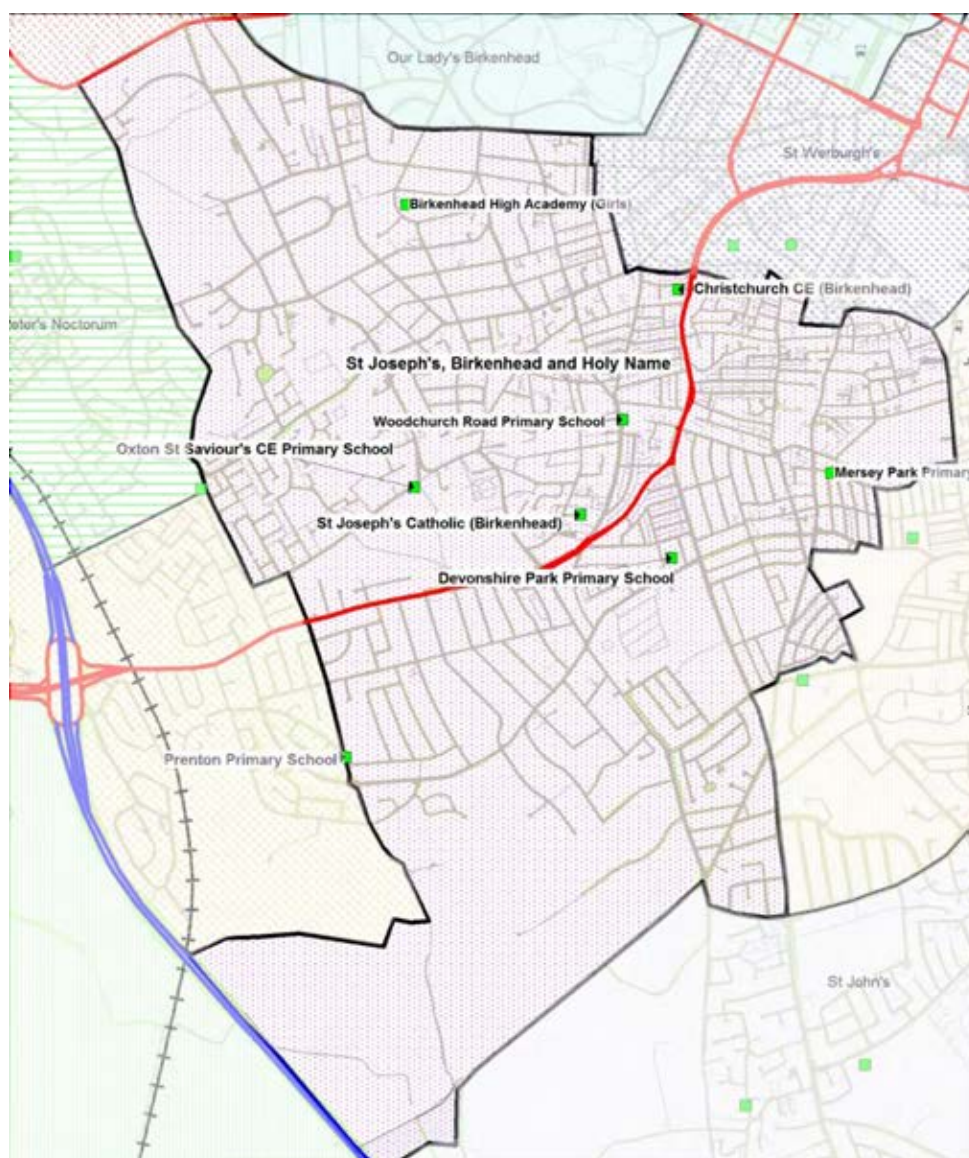 Our Lady's Birkenhead
St Werburgh's
Birkenhead High Academy (Girls)
Christchurch CE (Birkenhead)
Peter's Noctorum
St Joseph's, Birkenhead and Holy Name
Woodchurch Road Primary School
Oxton St Saviour's CE Primary School
Mersey Park Primary
St Joseph's Catholic (Birkenhead)
Devonshire Park Primary School
Prenton Primary School
St John's